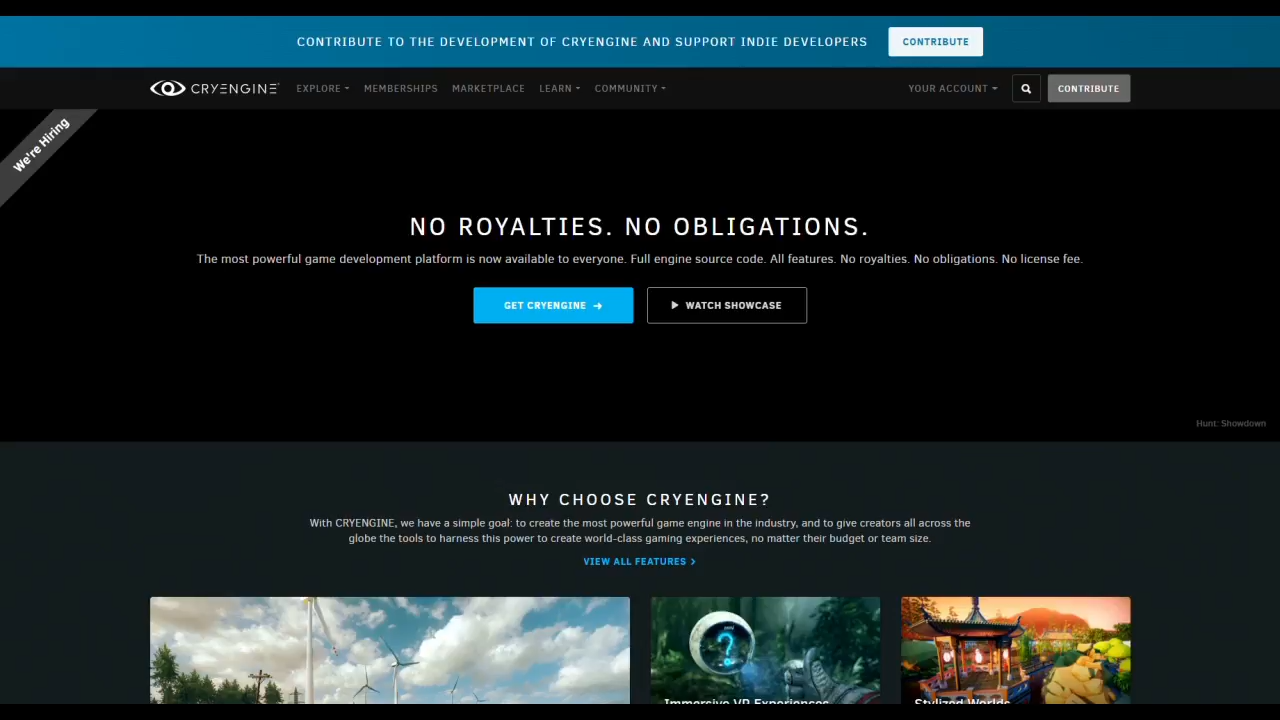 CONTRIBUTE TO THE DEVELOPMENT OF CRYENGINE AND SUPPORT INDIE DEVELOPERS
CONTRIBUTE
CRYENGINE
EXPLORE
MEMBERSHIPS
MARKETPLACE
LEARN
COMMUNITY
YOUR ACCOUNT
CONTRIBUTE
We're Hiring
NO ROYALTIES. NO OBLIGATIONS.
The most powerful game development platform is now available to everyone. Full engine source code. All features. No royalties. No obligations. No license fee.
GET CRYENGINE
WATCH SHOWCASE
Hunt: Showdown
WHY CHOOSE CRYENGINE?
With CRYENGINE, we have a simple goal: to create the most powerful game engine in the industry, and to give creators all across the
globe the tools to harness this power to create world-class gaming experiences, no matter their budget or team size.
VIEW ALL FEATURES
?
Immersive VR Experiences
Stylized Worlds